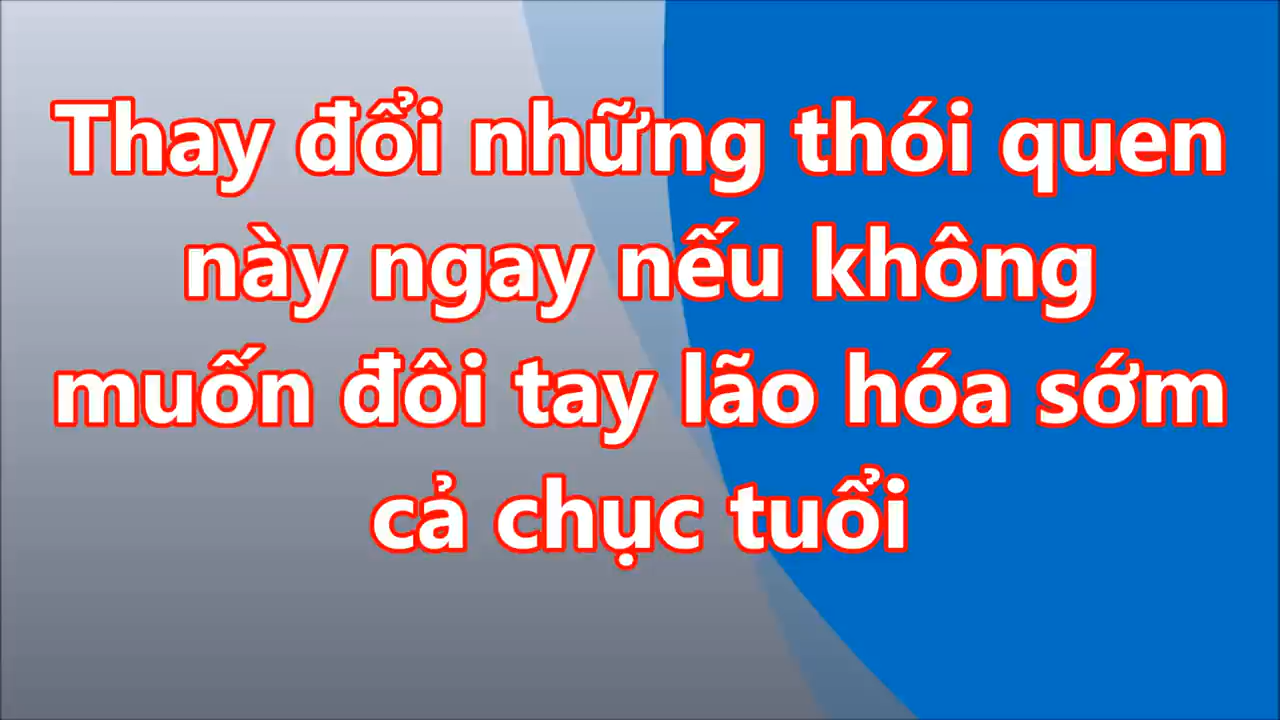 Thay đổi những thói quen
này ngay nếu không
muốn đôi tay lão hóa sớm
cả chục tuổi